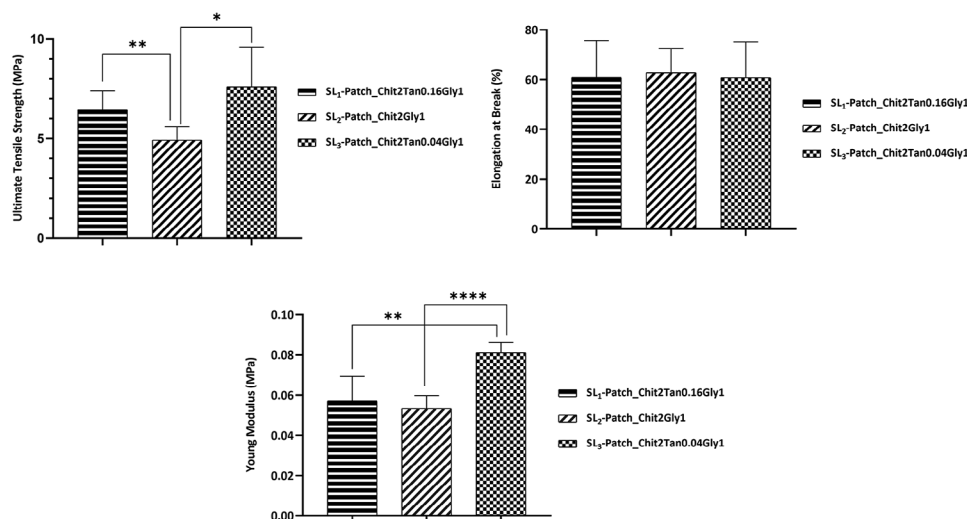 Ultimate Tensile Strength (MPa)
10
5
0
**
*
SL₁-Patch_Chit2Tan0.16Gly1
SL₂-Patch_Chit2Gly1
SL₃-Patch_Chit2Tan0.04Gly1
Elongation at Break (%)
80
60
40
20
0
SL₁-Patch_Chit2Tan0.16Gly1
SL₂-Patch_Chit2Gly1
SL₃-Patch_Chit2Tan0.04Gly1
Young Modulus (MPa)
0.10
0.08
0.06
0.04
0.02
0.00
**
****
SL₁-Patch_Chit2Tan0.16Gly1
SL₂-Patch_Chit2Gly1
SL₃-Patch_Chit2Tan0.04Gly1